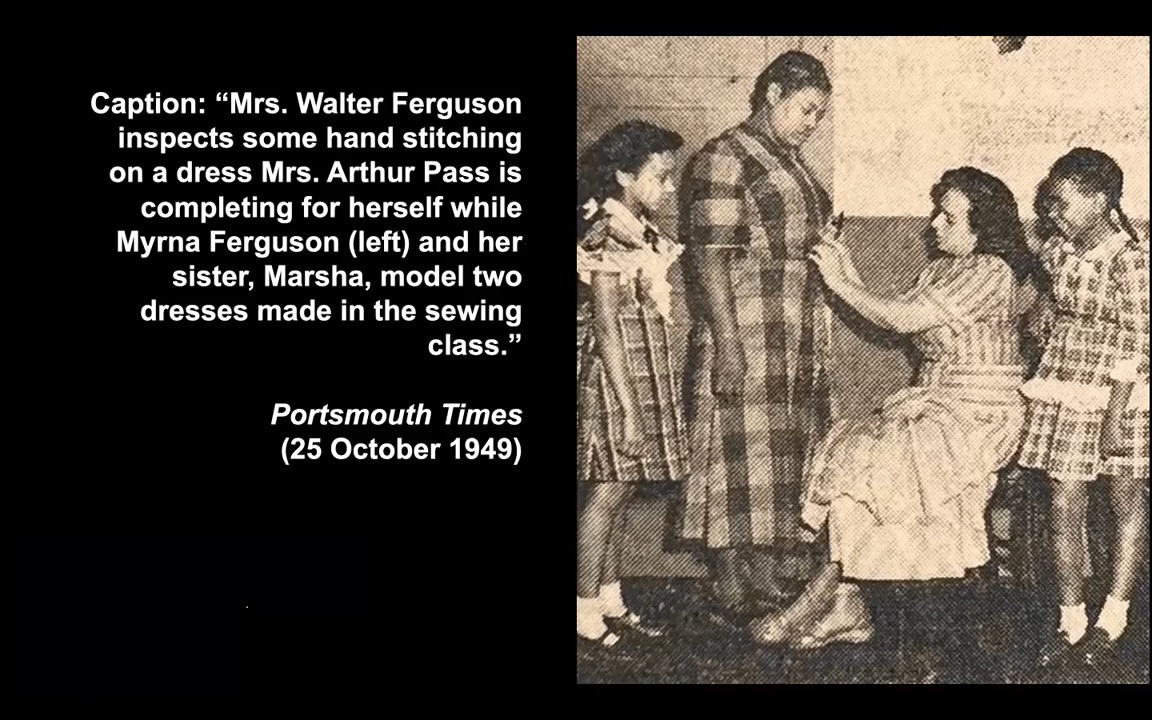 Caption: “Mrs. Walter Ferguson
inspects some hand stitching
on a dress Mrs. Arthur Pass is
completing for herself while
Myrna Ferguson (left) and her
sister, Marsha, model two
dresses made in the sewing
class.”
Portsmouth Times
(25 October 1949)